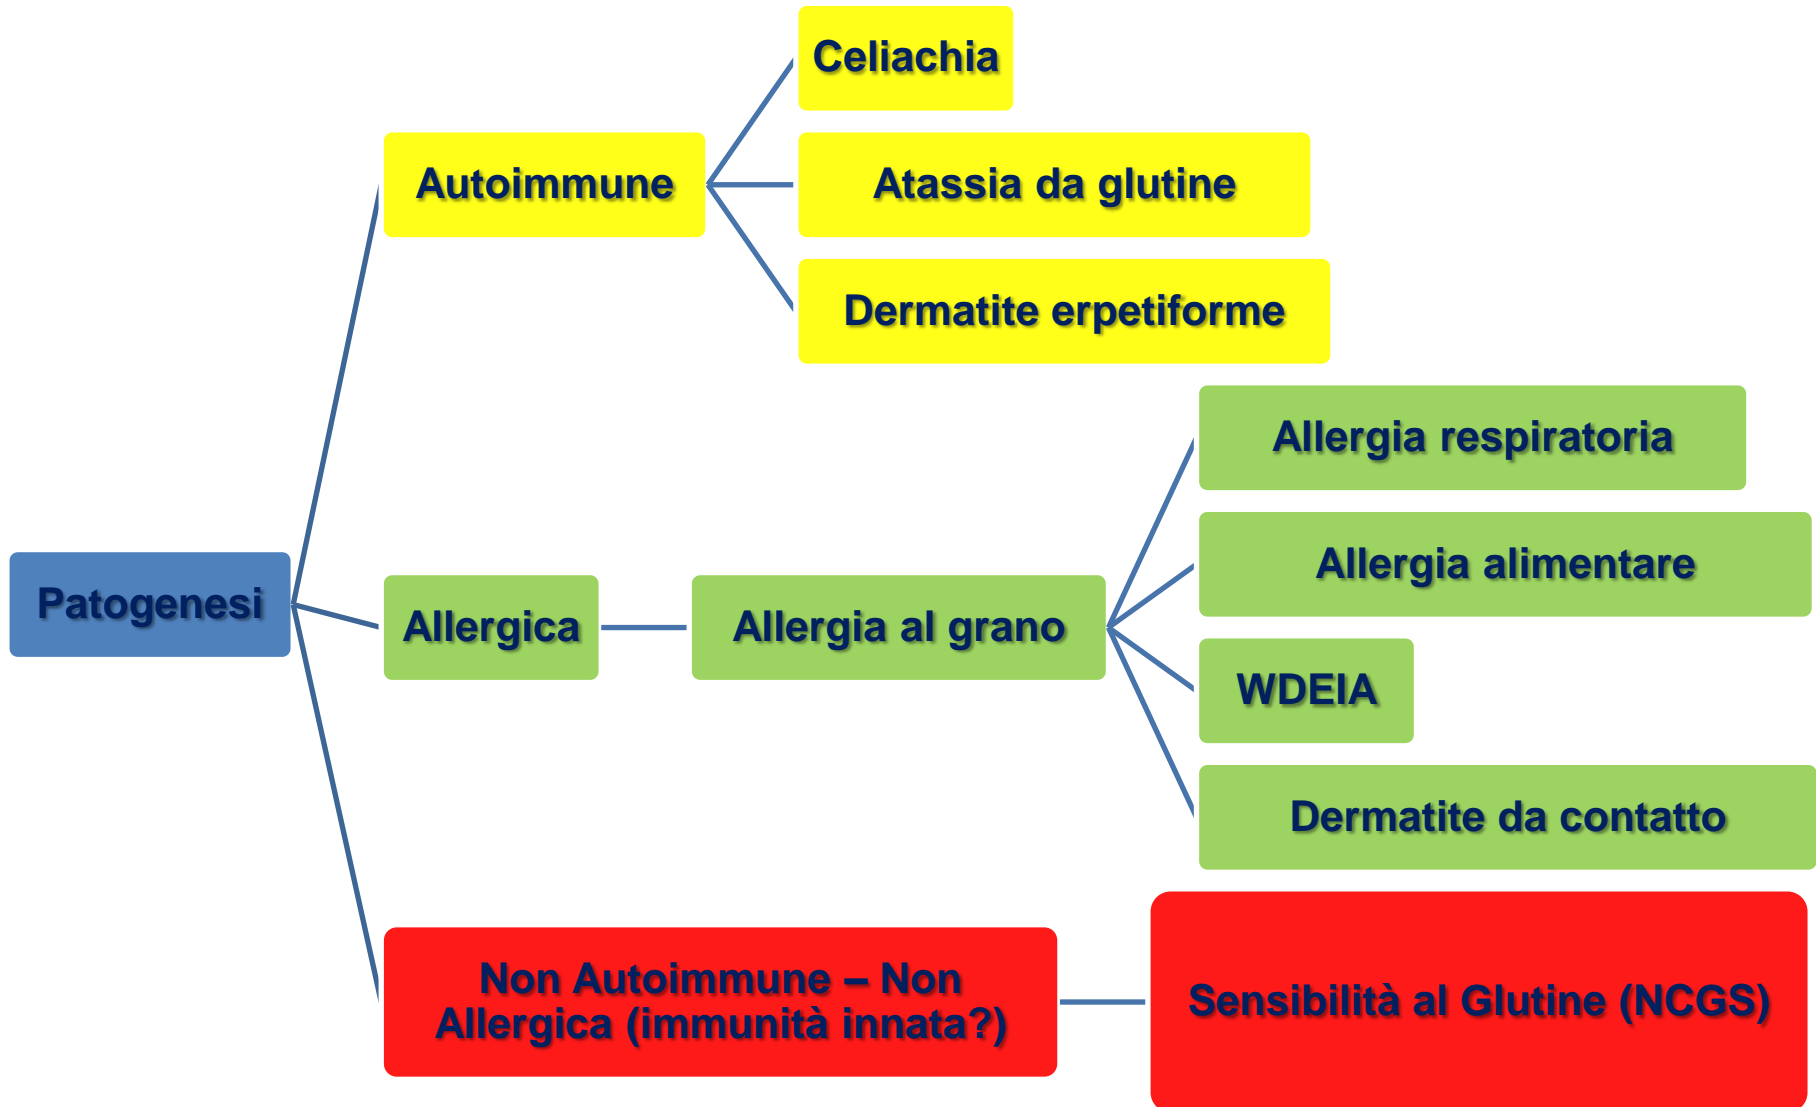 Celiachia
Autoimmune
Atassia da glutine
Dermatite erpetiforme
Allergia respiratoria
Allergia alimentare
Patogenesi
Allergica
Allergia al grano
WDEIA
Dermatite da contatto
Non Autoimmune – Non
Allergica (immunità innata?)
Sensibilità al Glutine (NCGS)